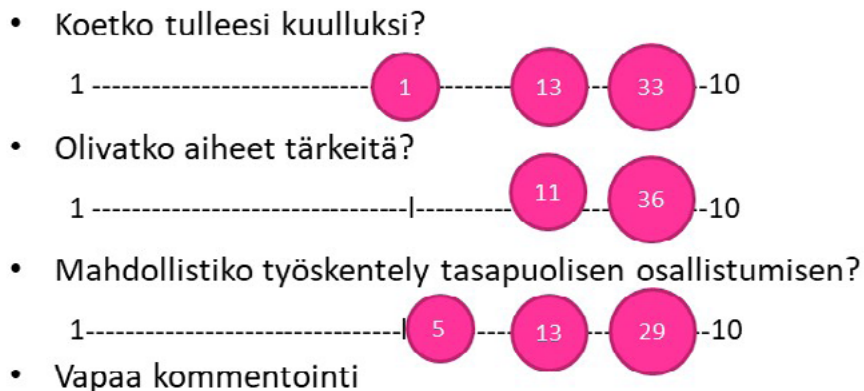 • Koetko tulleesi kuulluksi?
1 ---------------------------- 1 ------- 13 -- 33 -10
• Olivatko aiheet tärkeitä?
1 -------------------------------|--------- 11 -- 36 -10
• Mahdollistiko työskentely tasapuolisen osallistumisen?
1-------------------------------| 5 ---- 13 -- 29 --10
• Vapaa kommentointi